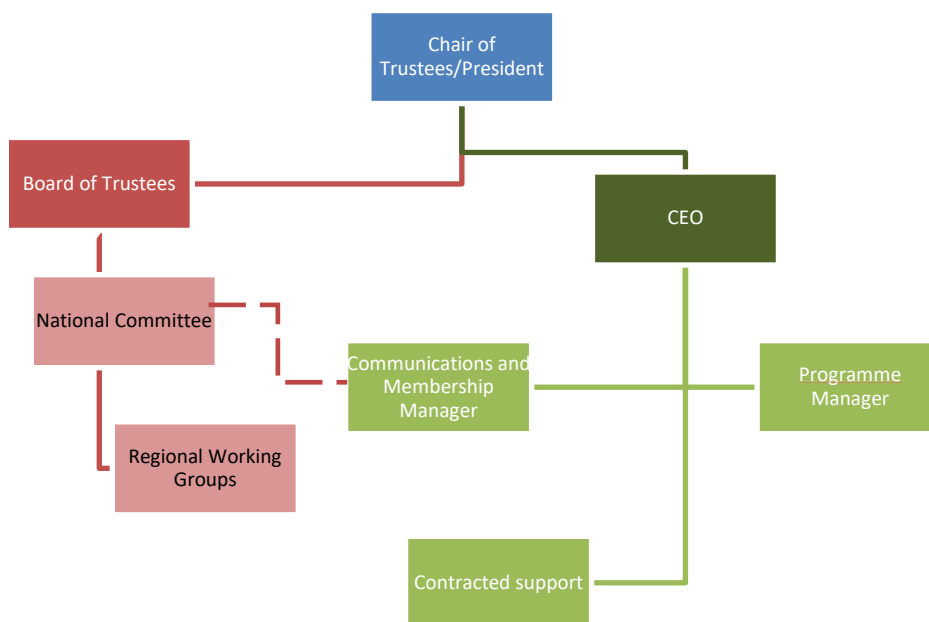 Chair of
Trustees/President
Board of Trustees
CEO
National Committee
Communications and
Membership
Manager
Programme
Manager
Regional Working
Groups
Contracted support